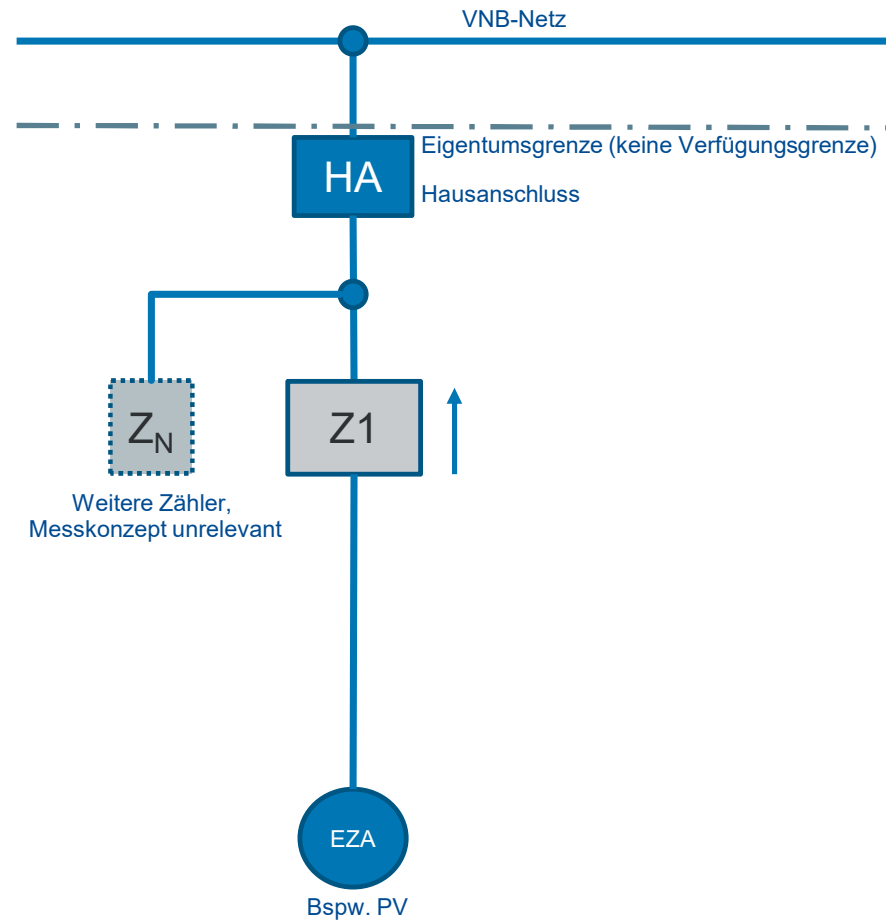 VNB-Netz
Eigentumsgrenze (keine Verfügungsgrenze)
HA
Hausanschluss
ZN
Z1
Weitere Zähler,
Messkonzept unrelevant
EZA
Bspw. PV